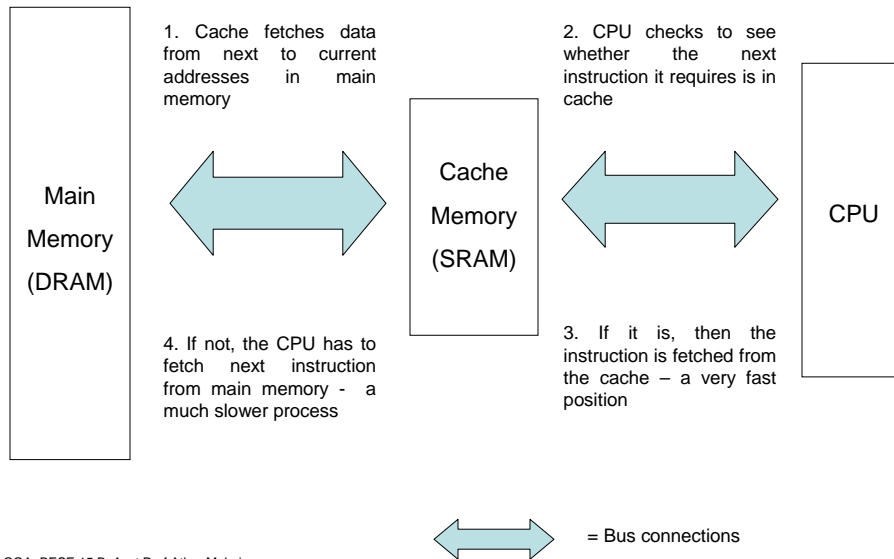 1. Cache fetches data
from next to current
addresses in main
memory
2. CPU checks to see
whether the next
instruction it requires is in
cache
Main
Memory
(DRAM)
Cache
Memory
(SRAM)
CPU
4. If not, the CPU has to
fetch next instruction
from main memory - a
much slower process
3. If it is, then the
instruction is fetched from
the cache – a very fast
position
= Bus connections